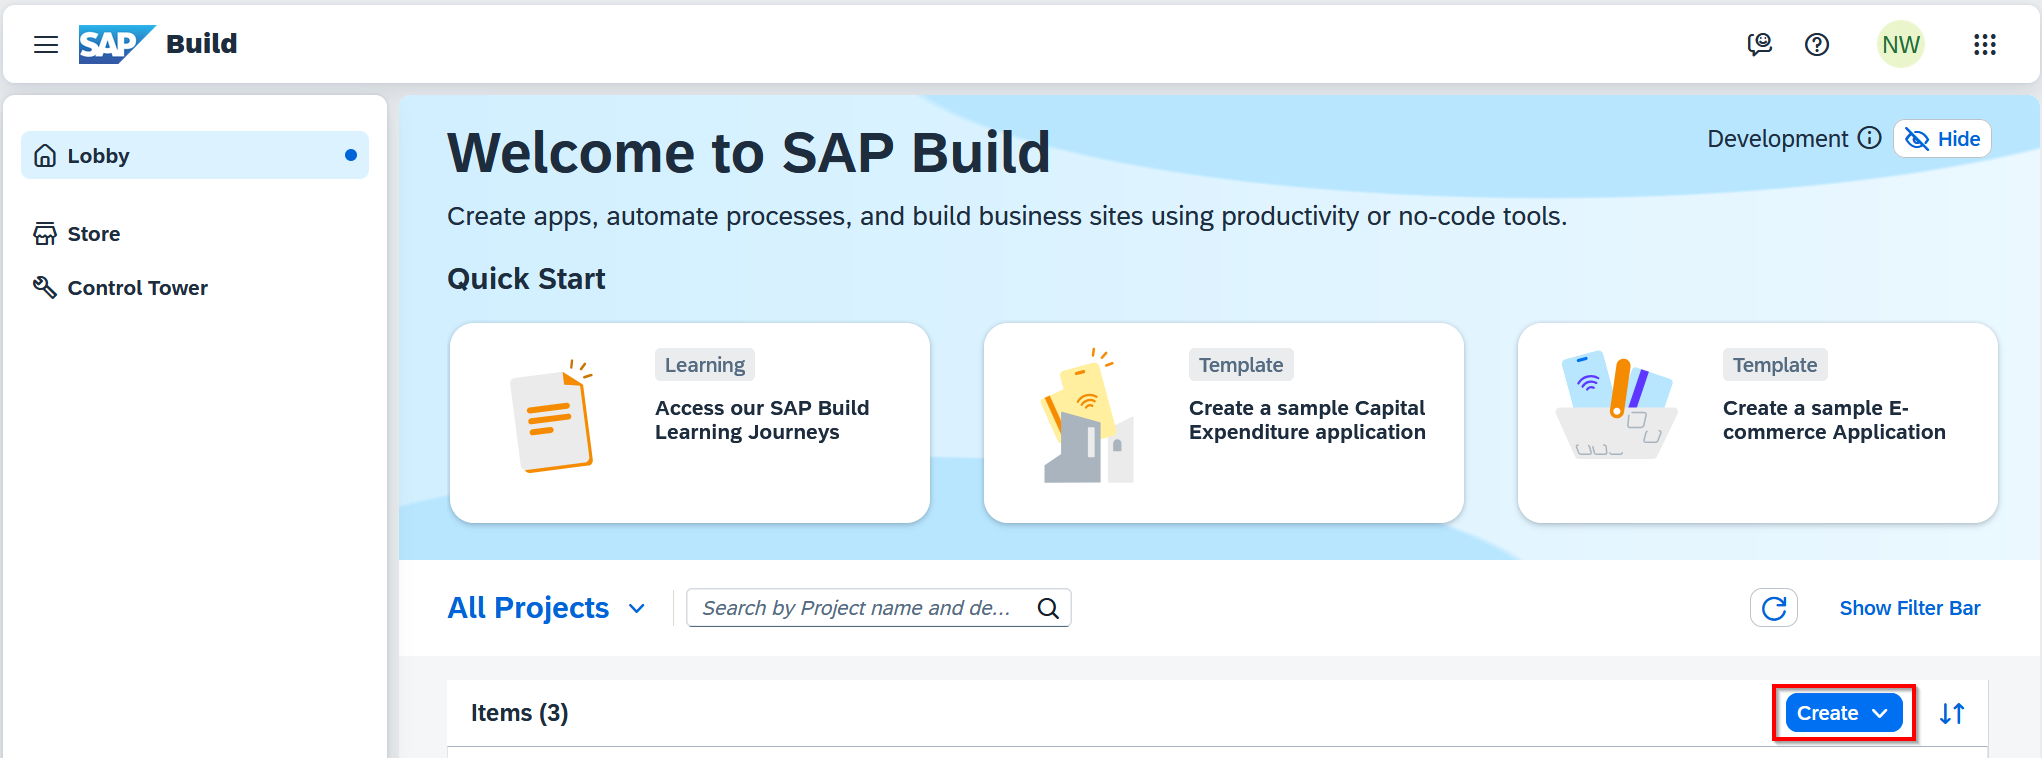 SAP Build
NW
Lobby
Store
Control Tower
Welcome to SAP Build
Development
Hide
Create apps, automate processes, and build business sites using productivity or no-code tools.
Quick Start
Learning
Access our SAP Build
Learning Journeys
Template
Create a sample Capital
Expenditure application
Template
Create a sample E-
commerce Application
All Projects
Search by Project name and de...
Show Filter Bar
Items (3)
Create